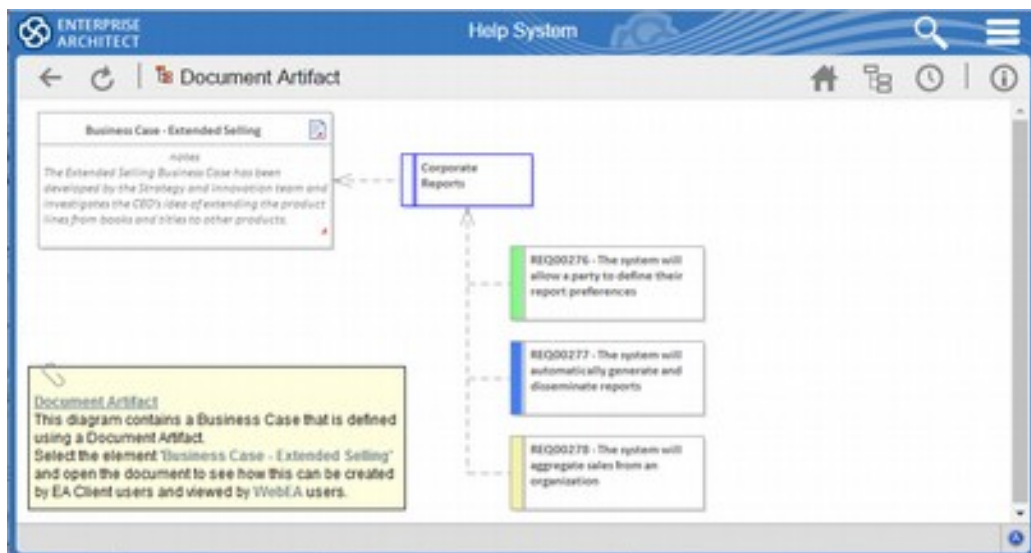 ENTERPRISE
ARCHITECT
Help System
Document Artifact
Business Case - Extended Selling
notes
The Extended Selling Business Case has been
developed by the Strategy and Innovation team and
investigates the CEO's idea of extending the product
lines from books and titles to other products.
Corporate
Reports
REQ00276 - The system will
allow a party to define their
report preferences
REQ00277 - The system will
automatically generate and
disseminate reports
REQ00278 - The system will
aggregate sales from an
organization
Document Artifact
This diagram contains a Business Case that is defined
using a Document Artifact.
Select the element 'Business Case - Extended Selling'
and open the document to see how this can be created
by EA Client users and viewed by WebEA users.